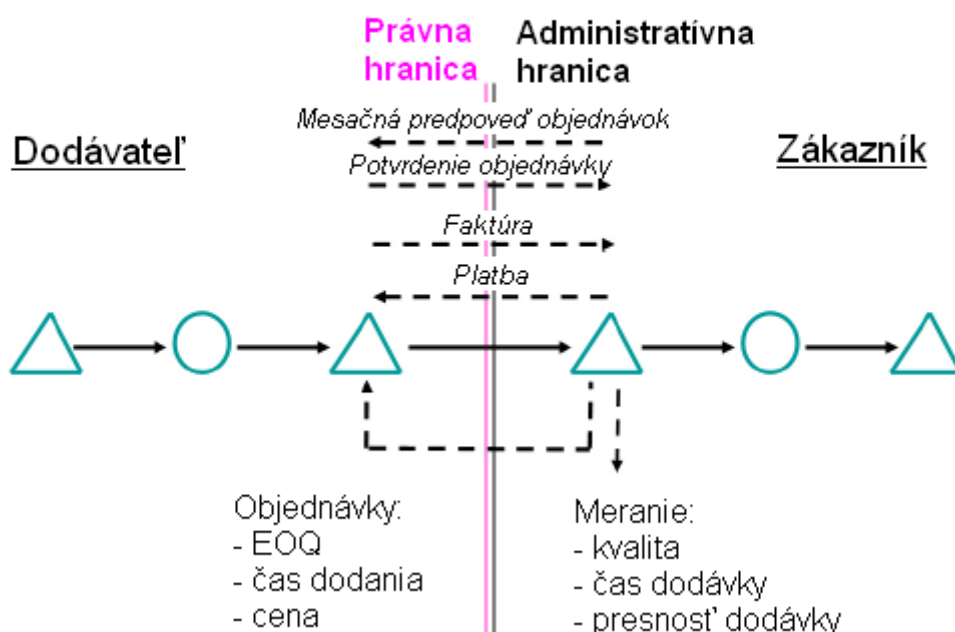 Právna
hranica
Administratívna
hranica
Mesačná predpoveď objednávok
Dodávateľ
Zákazník
Potvrdenie objednávky
Faktúra
Platba
Objednávky:
- EOQ
- čas dodania
- cena
Meranie:
- kvalita
- čas dodávky
- presnosť dodávky